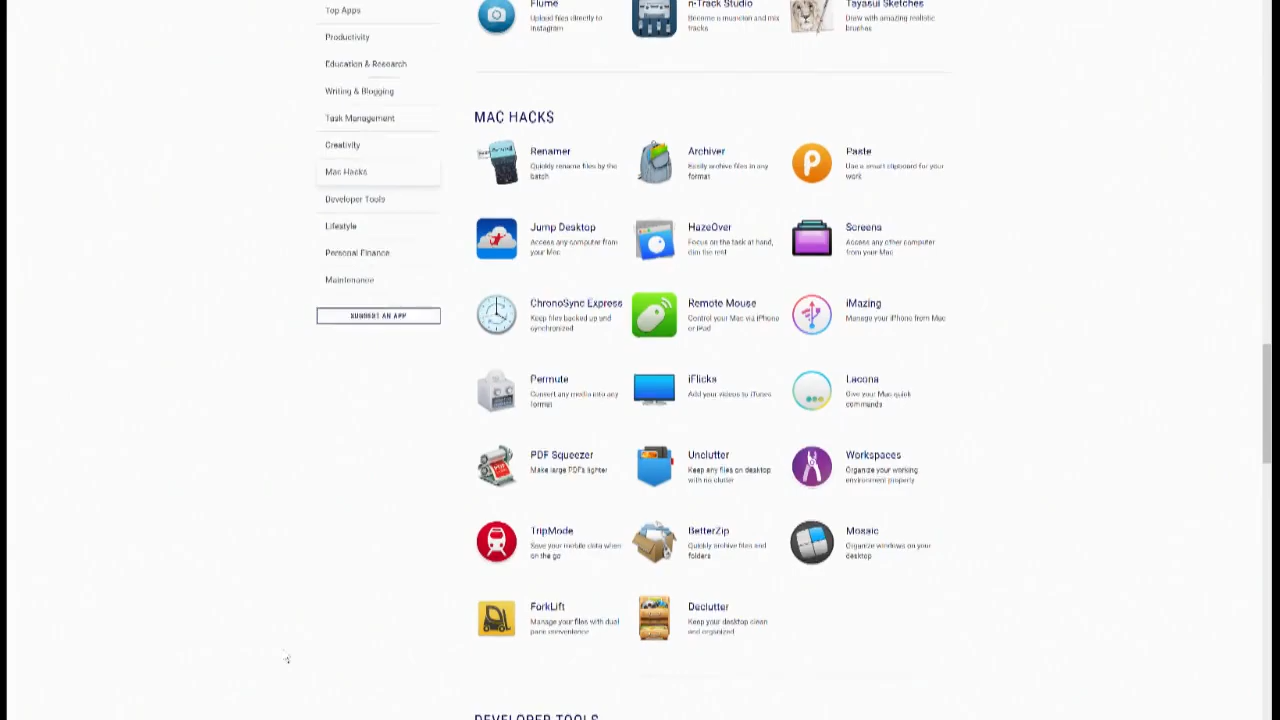 Top Apps
Productivity
Education & Research
Writing & Blogging
Task Management
Creativity
Mac Hacks
Developer Tools
Lifestyle
Personal Finance
Maintenance
SUGGEST AN APP
Flume
Upload files directly to
Instagram
n-Track Studio
Become a musician and mix
tracks
Tayasui Sketches
Draw with amazing realistic
brushes
MAC HACKS
Renamer
Quickly rename files by the
batch
Archiver
Easily archive files in any
format
Paste
Use a smart clipboard for your
work
Jump Desktop
Access any computer from
your Mac
HazeOver
Focus on the task at hand,
dim the rest
Screens
Access any other computer
from your Mac
ChronoSync Express
Keep files backed up and
synchronized
Remote Mouse
Control your Mac via iPhone
or iPad
iMazing
Manage your iPhone from Mac
Permute
Convert any media into any
format
iFlicks
Add your videos to iTunes
Lacona
Give your Mac quick
commands
PDF Squeezer
Make large PDFs lighter
Unclutter
Keep any files on desktop
with no clutter
Workspaces
Organize your working
environment properly
TripMode
Save your mobile data when
on the go
BetterZip
Quickly archive files and
folders
Mosaic
Organize windows on your
desktop
ForkLift
Manage your files with dual
pane convenience
Declutter
Keep your desktop clean
and organized
DEVELOPER TOOLS